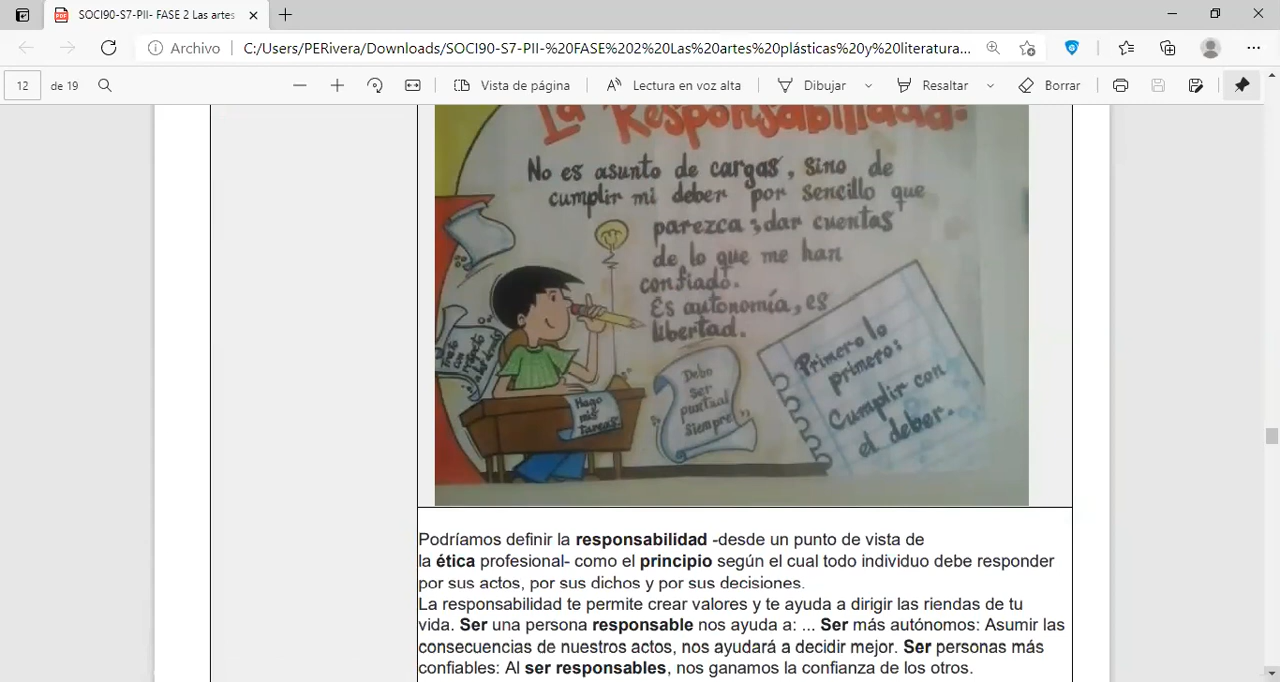 SOCI90-S7-PII- FASE 2 Las artes
Archivo
C:/Users/PERivera/Downloads/SOCI90-S7-PII-%20FASE%202%20Las%20artes%20plásticas%20y%20literatura...
12 de 19
Vista de página
Lectura en voz alta
Dibujar
Resaltar
Borrar
La Responsabilidad:
No es asunto de cargas, sino de
cumplir mi deber por sencillo que
parezca ; dar cuentas
de lo que me han
confiado.
Es autonomía, es
libertad.
Trato
con
respeto
a los demás
Hago
mis
Tareas
Debo
ser
puntual
siempre
Primero lo
primero:
Cumplir con
el deber.
Podríamos definir la responsabilidad -desde un punto de vista de
la ética profesional- como el principio según el cual todo individuo debe responder
por sus actos, por sus dichos y por sus decisiones.
La responsabilidad te permite crear valores y te ayuda a dirigir las riendas de tu
vida. Ser una persona responsable nos ayuda a: ... Ser más autónomos: Asumir las
consecuencias de nuestros actos, nos ayudará a decidir mejor. Ser personas más
confiables: Al ser responsables, nos ganamos la confianza de los otros.